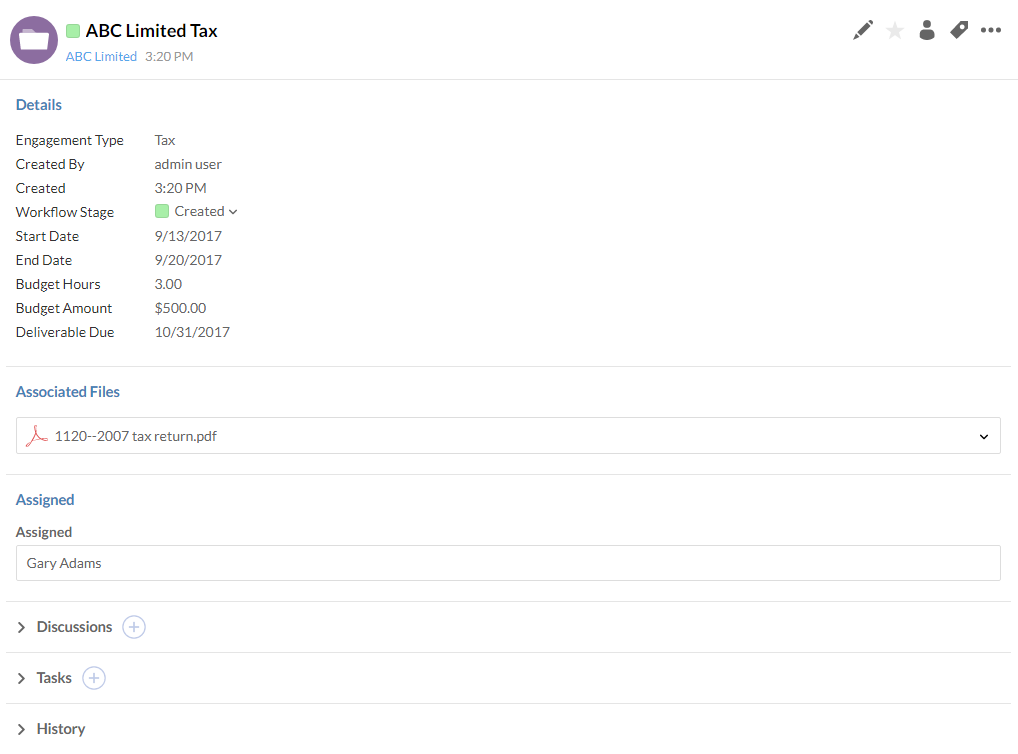 ABC Limited Tax
ABC Limited 3:20 PM
Details
Engagement Type Tax
Created By admin user
Created 3:20 PM
Workflow Stage Created
Start Date 9/13/2017
End Date 9/20/2017
Budget Hours 3.00
Budget Amount $500.00
Deliverable Due 10/31/2017
Associated Files
1120--2007 tax return.pdf
Assigned
Assigned
Gary Adams
Discussions
Tasks
History